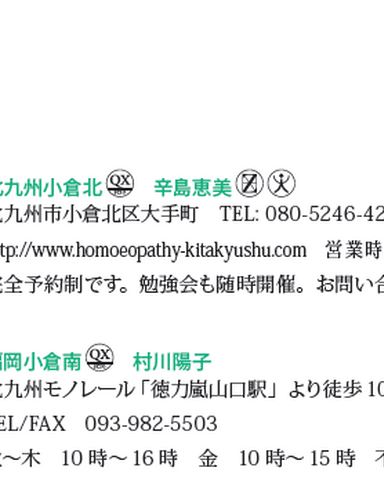 九州小倉北 QX 辛島恵美
九州市小倉北区大手町 TEL: 080-5246-42
tp://www.homoeopathy-kitakyushu.com 営業時
全予約制です。勉強会も随時開催。お問い合
岡小倉南 QX 村川陽子
九州モノレール「徳力嵐山口駅」より徒歩 10
EL/FAX 093-982-5503
～木 10 時～ 16 時 金 10 時～ 15 時